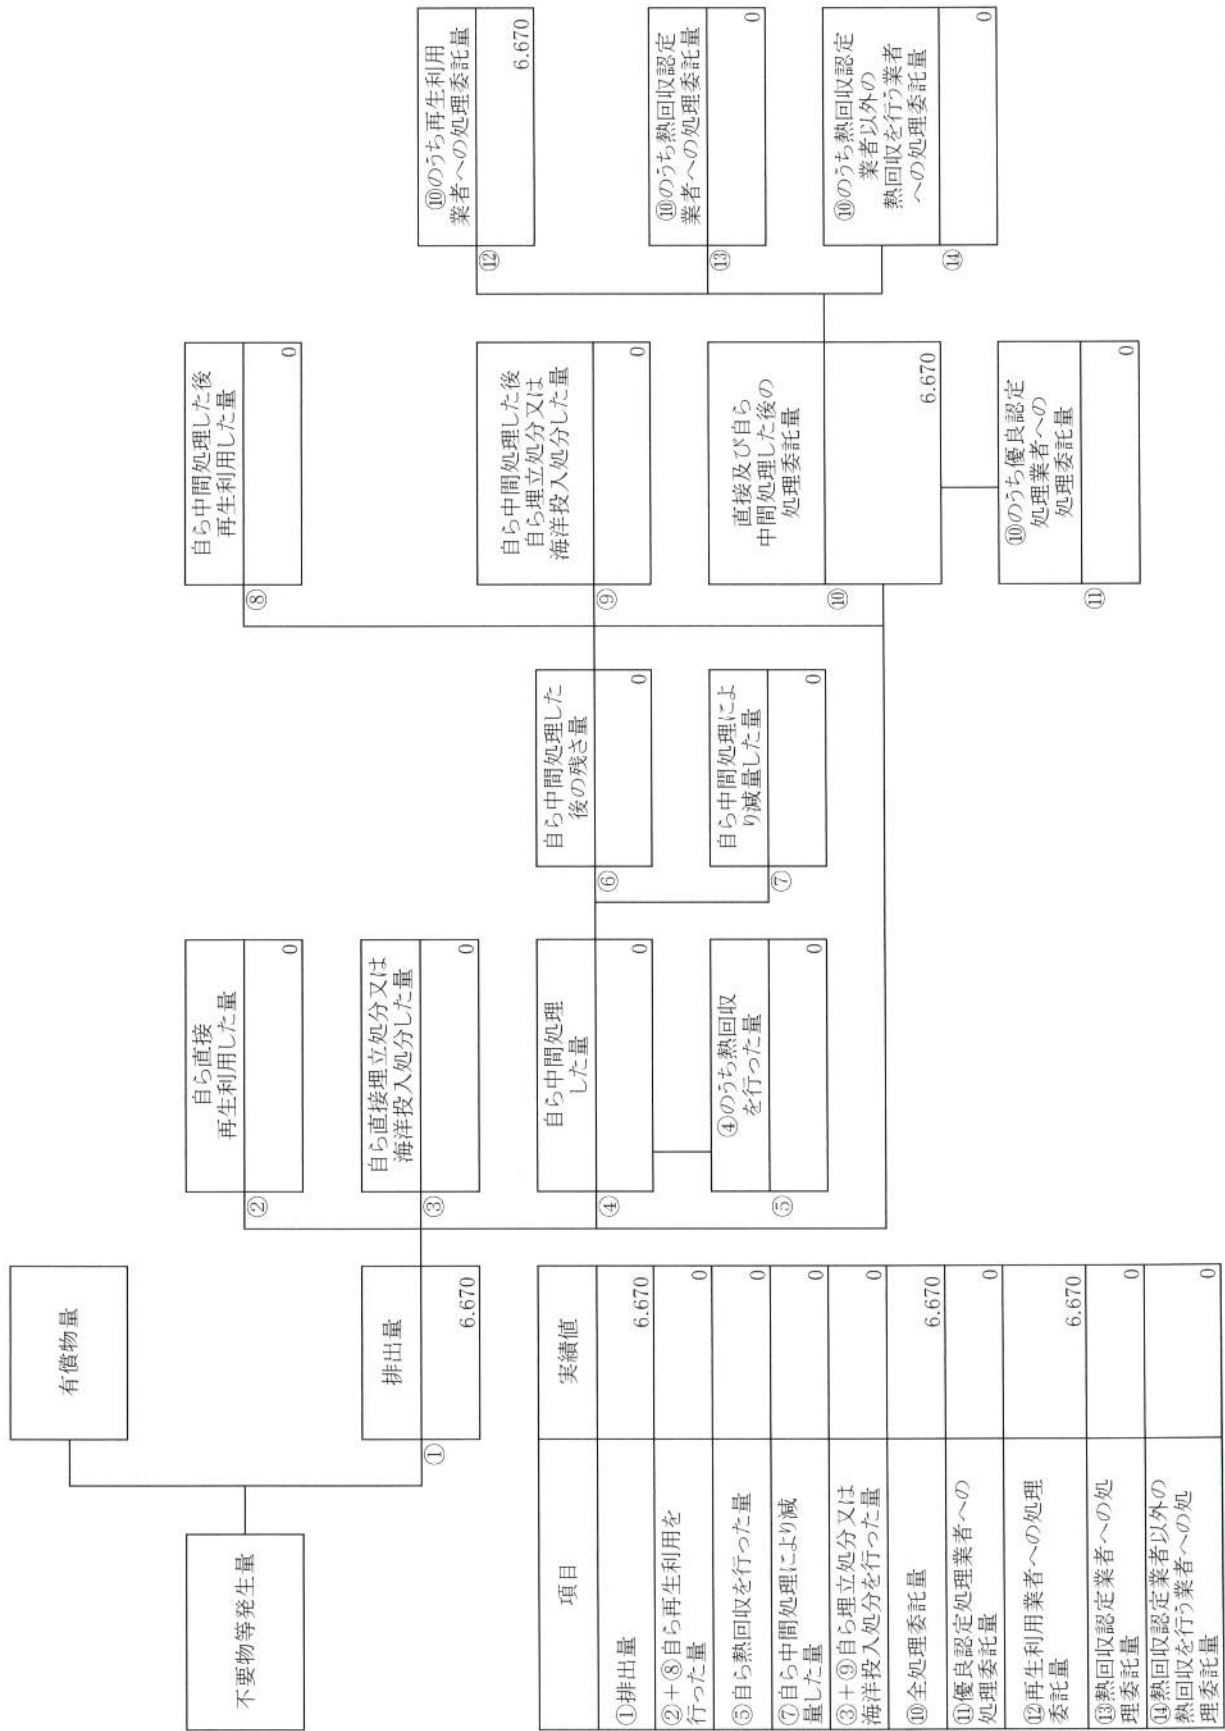 不要物等発生量
有償物量
①
排出量
6.670
②
自ら直接
再生利用した量
0
③
自ら直接埋立処分又は
海洋投入処分した量
0
④
自ら中間処理
した量
0
⑤
④のうち熱回収
を行った量
0
⑥
自ら中間処理した
後の残さ量
0
⑦
自ら中間処理によ
り減量した量
0
⑧
自ら中間処理した後
再生利用した量
0
⑨
自ら中間処理した後
自ら埋立処分又は
海洋投入処分した量
0
⑩
直接及び自ら
中間処理した後の
処理委託量
6.670
⑪
⑩のうち優良認定
処理業者への
処理委託量
0
⑫
⑩のうち再生利用
業者への処理委託量
6.670
⑬
⑩のうち熱回収認定
業者への処理委託量
0
⑭
⑩のうち熱回収認定
業者以外の
熱回収を行う業者
への処理委託量
0
項目 実績値
①排出量 6.670
②+⑧自ら再生利用を
行った量 0
⑤自ら熱回収を行った量 0
⑦自ら中間処理により減
量した量 0
③+⑨自ら埋立処分又は
海洋投入処分を行った量 0
⑩全処理委託量 6.670
⑪優良認定処理業者への
処理委託量 0
⑫再生利用業者への処理
委託量 6.670
⑬熱回収認定業者への処
理委託量 0
⑭熱回収認定業者以外の
熱回収を行う業者への処
理委託量 0